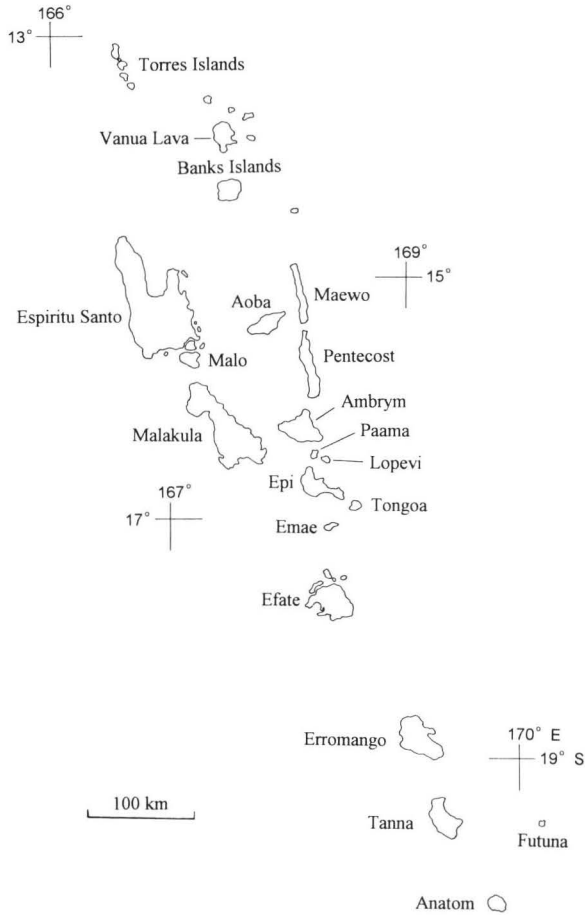 166°
13°
Torres Islands
Vanua Lava
Banks Islands
169°
15°
Aoba
Maewo
Espiritu Santo
Malo
Pentecost
Ambrym
Malakula
Paama
Lopevi
Epi
167°
17°
Tongoa
Emae
Efate
Erromango
170° E
19° S
100 km
Tanna
Futuna
Anatom